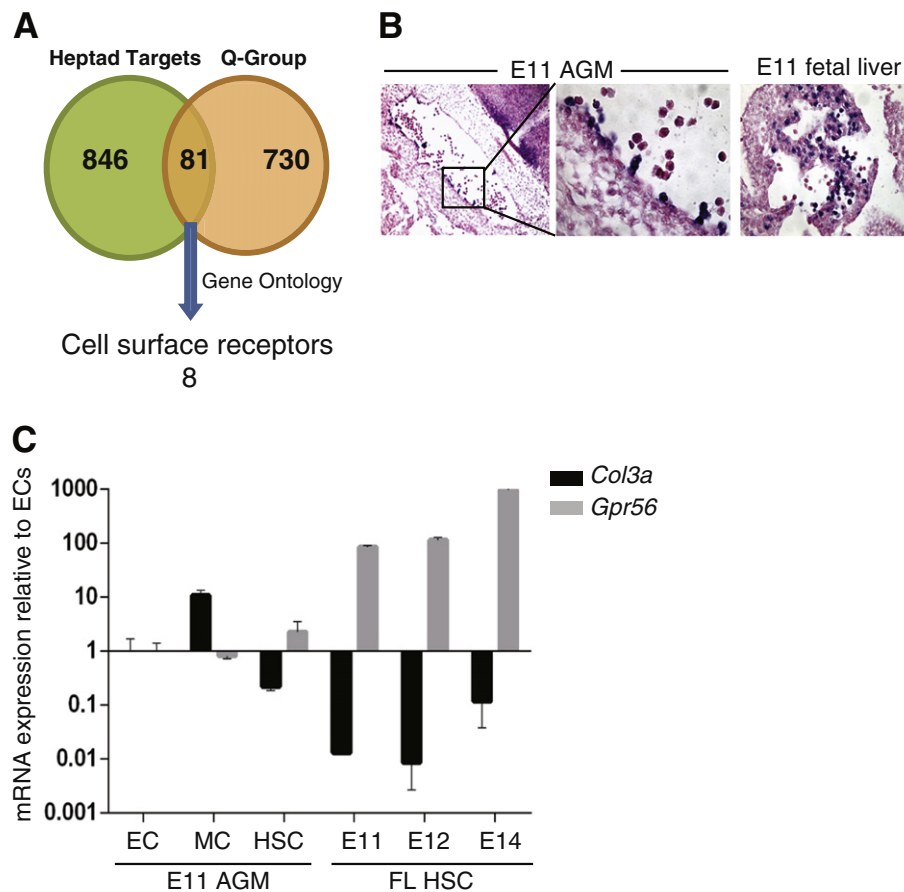 A
Heptad Targets Q-Group
846 81 730
Gene Ontology
Cell surface receptors
8
B
E11 AGM
E11 fetal liver
C
mRNA expression relative to ECs
1000
100
10
1
0.1
0.01
0.001
EC MC HSC E11 E12 E14
E11 AGM FL HSC
Col3a
Gpr56